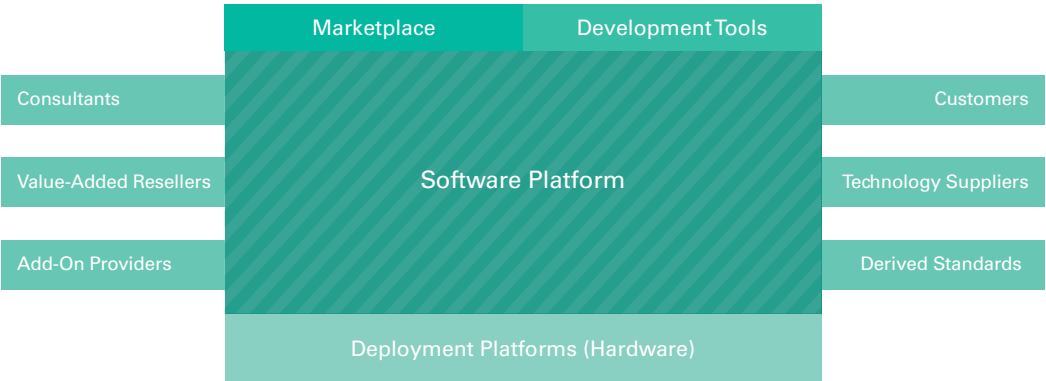 Marketplace
Development Tools
Consultants
Customers
Software Platform
Value-Added Resellers
Technology Suppliers
Add-On Providers
Derived Standards
Deployment Platforms (Hardware)